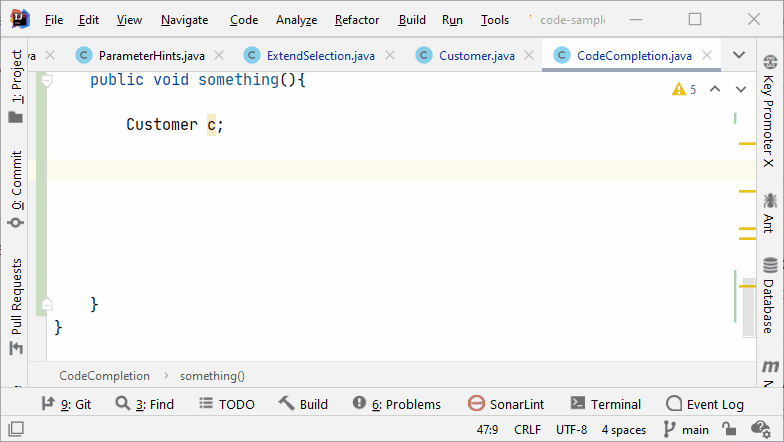 IJ File Edit View Navigate Code Analyze Refactor Build Run Tools code-sample
va ParameterHints.java ExtendSelection.java Customer.java CodeCompletion.java
public void something(){
5
Customer c;
}
}
1: Project
0: Commit
Pull Requests
Key Promoter X
Ant
Database
m
CodeCompletion something()
9: Git 3: Find TODO Build 6: Problems SonarLint Terminal Event Log
47:9 CRLF UTF-8 4 spaces main